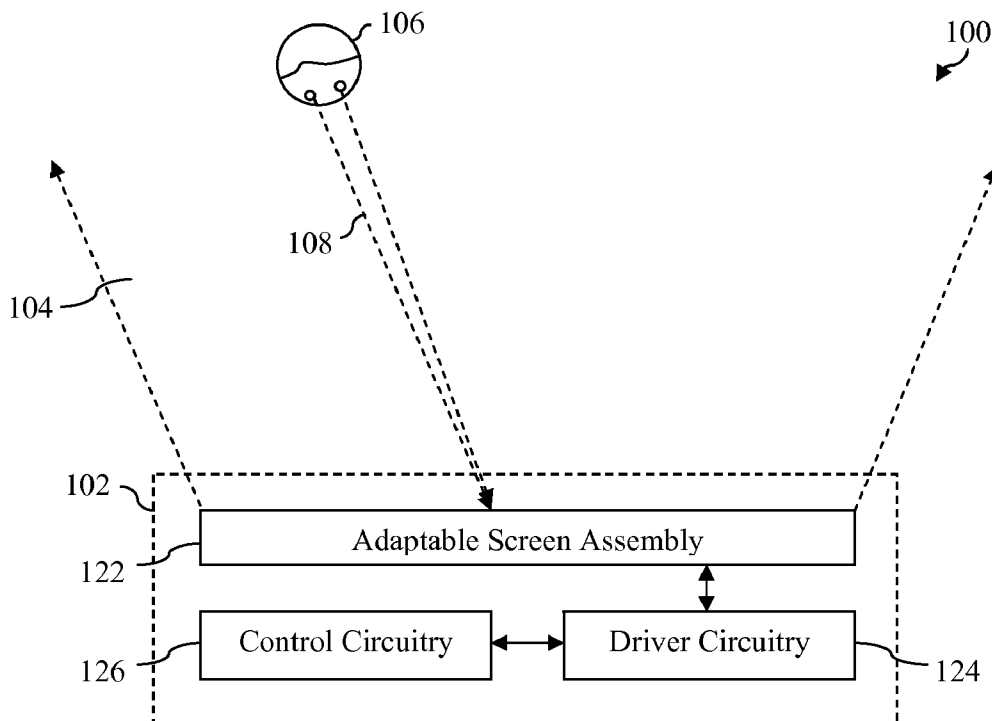 106
100
108
104
102
Adaptable Screen Assembly
122
Control Circuitry
Driver Circuitry
126
124